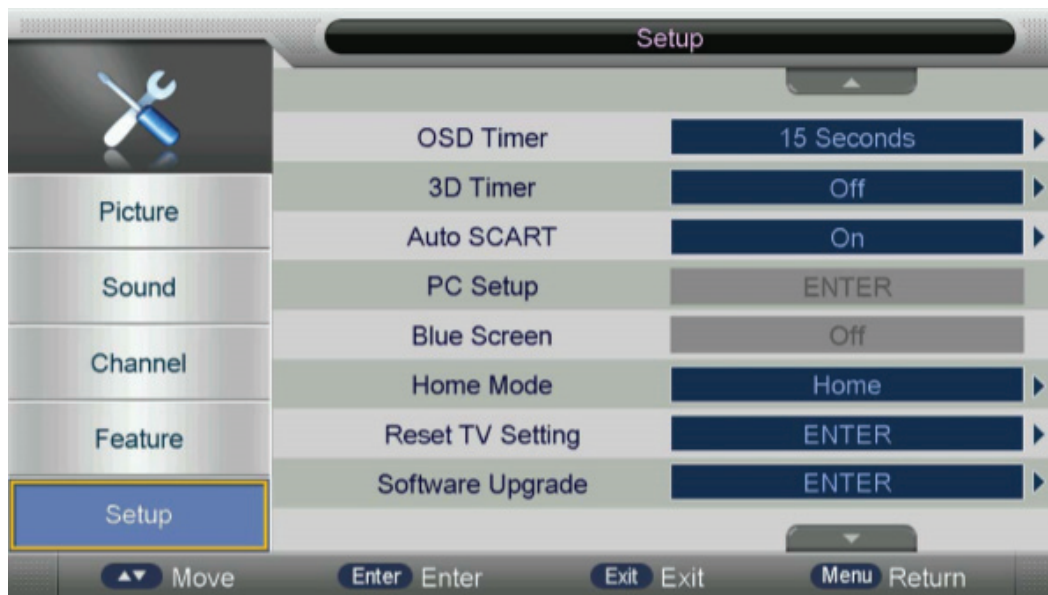 Setup
OSD Timer 15 Seconds
3D Timer Off
Picture
Auto SCART On
Sound
PC Setup ENTER
Blue Screen Off
Channel
Home Mode Home
Feature
Reset TV Setting ENTER
Software Upgrade ENTER
Setup
Move Enter Enter Exit Exit Menu Return